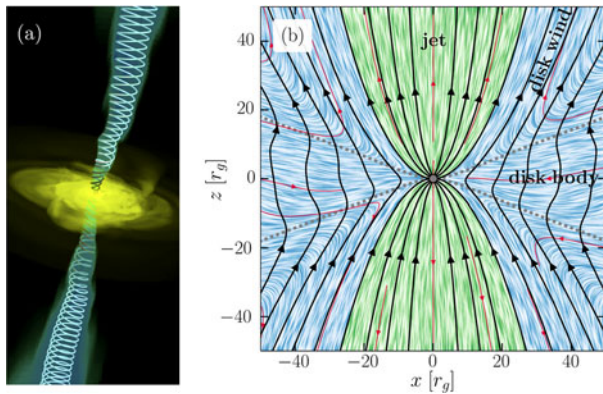 (a)
(b)
jet
disk wind
disk body
z [r_g]
40
20
0
−20
−40
−40 −20 0 20 40
x [r_g]